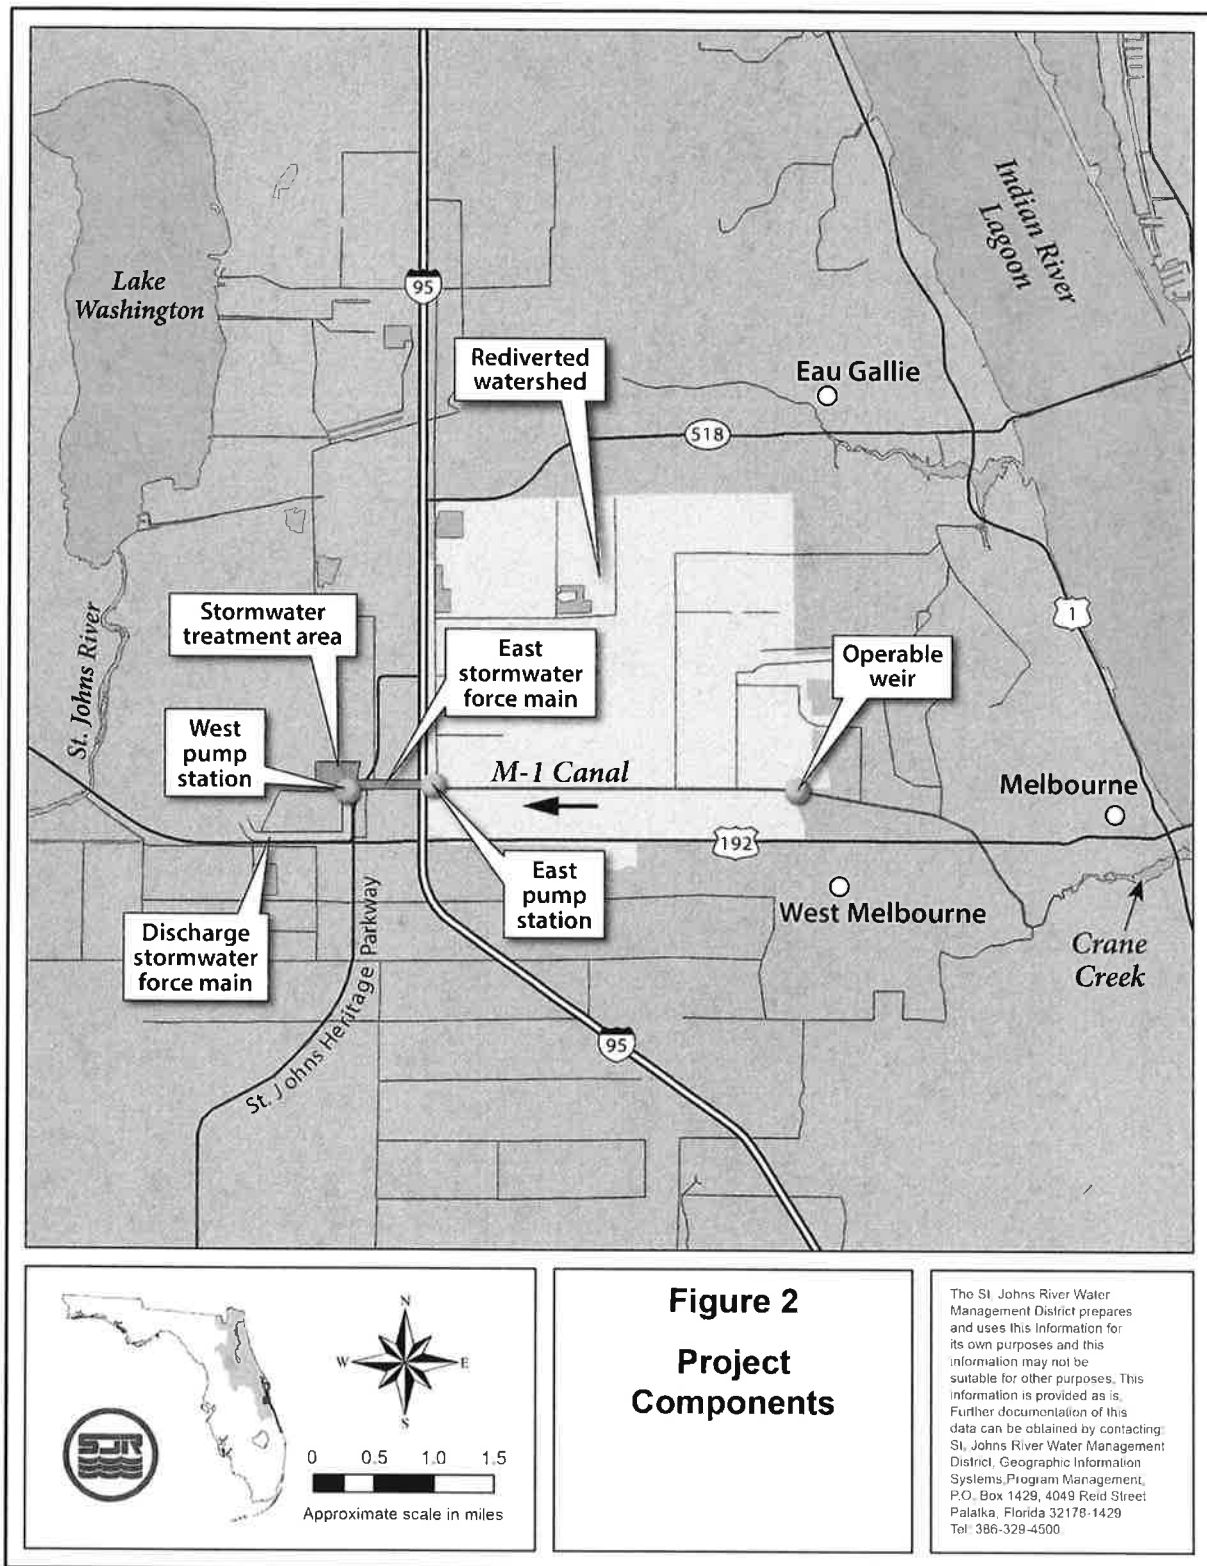 Lake
Washington
95
Indian River
Lagoon
Rediverted
watershed
Eau Gallie
518
St. Johns River
Stormwater
treatment area
East
stormwater
force main
Operable
weir
1
West
pump
station
M-1 Canal
Melbourne
192
East
pump
station
West Melbourne
Discharge
stormwater
force main
Crane
Creek
St. Johns Heritage Parkway
95
N
W
E
S
SJR
0 0.5 1.0 1.5
Approximate scale in miles
Figure 2
Project
Components
The St. Johns River Water
Management District prepares
and uses this Information for
its own purposes and this
information may not be
suitable for other purposes. This
information is provided as is.
Further documentation of this
data can be obtained by contacting:
St. Johns River Water Management
District, Geographic Information
Systems, Program Management,
P.O. Box 1429, 4049 Reid Street
Palatka, Florida 32178-1429
Tel: 386-329-4500.